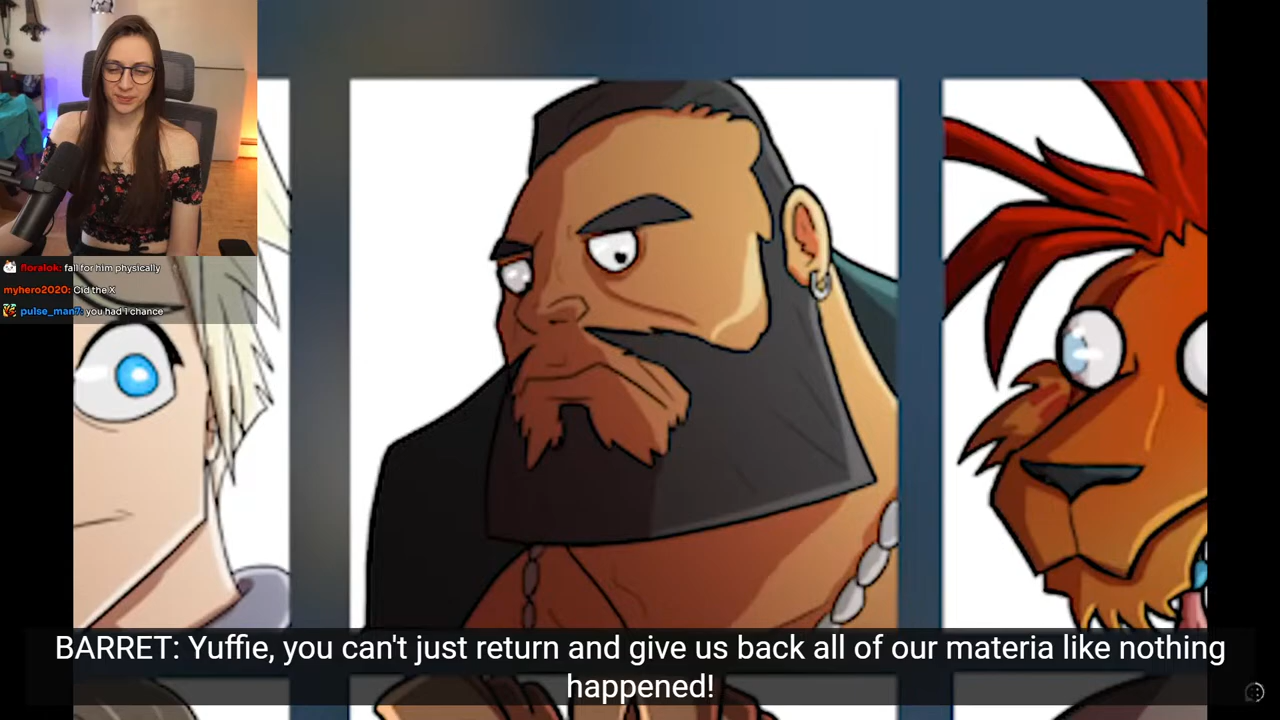 floralok: fall for him physically
myhero2020: Cid the X
pulse_man7: you had 1 chance
BARRET: Yuffie, you can't just return and give us back all of our materia like nothing
happened!